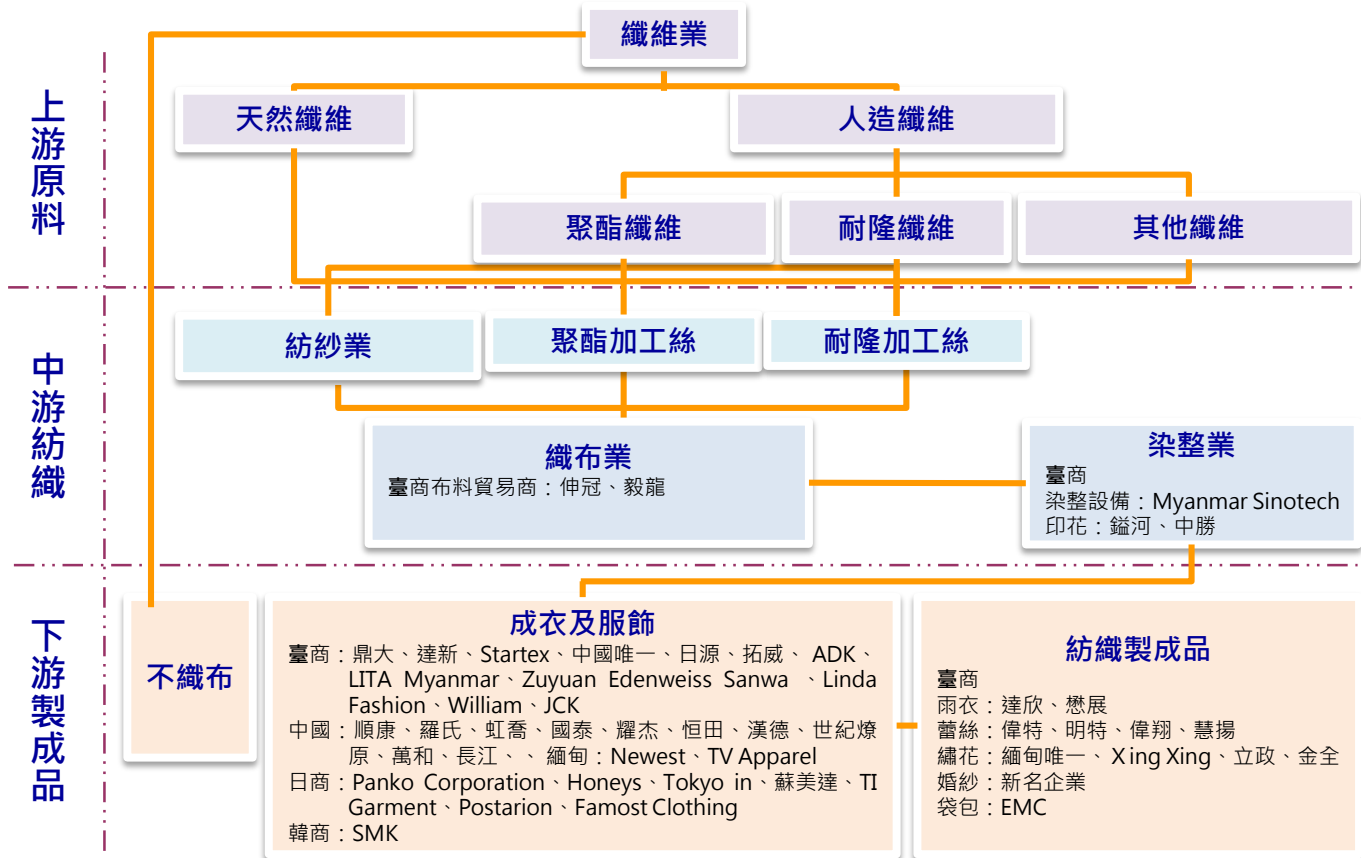 纖維業
上游原料
天然纖維
人造纖維
聚酯纖維
耐隆纖維
其他纖維
中游紡織
紡紗業
聚酯加工絲
耐隆加工絲
織布業
臺商布料貿易商：伸冠、毅龍
染整業
臺商
染整設備：Myanmar Sinotech
印花：鎰河、中勝
下游製成品
不織布
成衣及服飾
臺商：鼎大、達新、Startex、中國唯一、日源、拓威、 ADK、
LITA Myanmar、Zuyuan Edenweiss Sanwa 、Linda
Fashion、William、JCK
中國：順康、羅氏、虹喬、國泰、耀杰、恒田、漢德、世紀燎
原、萬和、長江、、 緬甸：Newest、TV Apparel
日商：Panko Corporation、Honeys、Tokyo in、蘇美達、TI
Garment、Postarion、Famost Clothing
韓商：SMK
紡織製成品
臺商
雨衣：達欣、懋展
蕾絲：偉特、明特、偉翔、慧揚
繡花：緬甸唯一、 Xing Xing、立政、金全
婚紗：新名企業
袋包：EMC